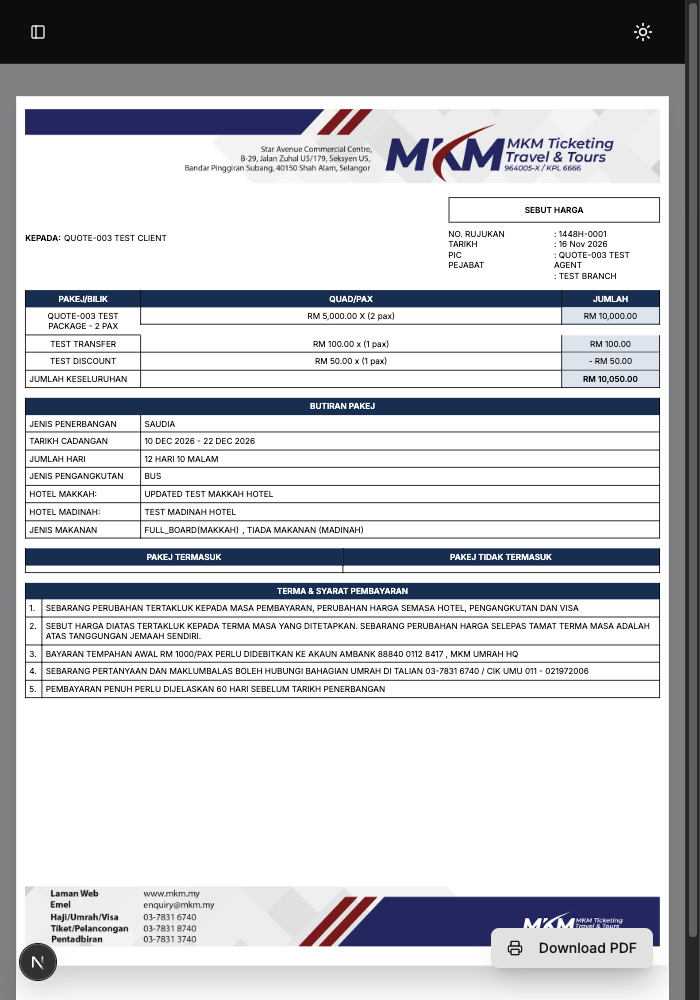 Star Avenue Commercial Centre,
B-29, Jalan Zuhal U5/179, Seksyen U5,
Bandar Pinggiran Subang, 40150 Shah Alam, Selangor
MKM
MKM Ticketing
Travel & Tours
964005-X / KPL 6666
SEBUT HARGA
KEPADA: QUOTE-003 TEST CLIENT
NO. RUJUKAN : 1448H-0001
TARIKH : 16 Nov 2026
PIC : QUOTE-003 TEST
PEJABAT AGENT
: TEST BRANCH
PAKEJ/BILIK QUAD/PAX JUMLAH
QUOTE-003 TEST RM 5,000.00 X (2 pax) RM 10,000.00
PACKAGE - 2 PAX
TEST TRANSFER RM 100.00 x (1 pax) RM 100.00
TEST DISCOUNT RM 50.00 x (1 pax) - RM 50.00
JUMLAH KESELURUHAN RM 10,050.00
BUTIRAN PAKEJ
JENIS PENERBANGAN SAUDIA
TARIKH CADANGAN 10 DEC 2026 - 22 DEC 2026
JUMLAH HARI 12 HARI 10 MALAM
JENIS PENGANGKUTAN BUS
HOTEL MAKKAH: UPDATED TEST MAKKAH HOTEL
HOTEL MADINAH: TEST MADINAH HOTEL
JENIS MAKANAN FULL_BOARD(MAKKAH) , TIADA MAKANAN (MADINAH)
PAKEJ TERMASUK PAKEJ TIDAK TERMASUK
TERMA & SYARAT PEMBAYARAN
1. SEBARANG PERUBAHAN TERTAKLUK KEPADA MASA PEMBAYARAN, PERUBAHAN HARGA SEMASA HOTEL, PENGANGKUTAN DAN VISA
2. SEBUT HARGA DIATAS TERTAKLUK KEPADA TERMA MASA YANG DITETAPKAN. SEBARANG PERUBAHAN HARGA SELEPAS TAMAT TERMA MASA ADALAH
ATAS TANGGUNGAN JEMAAH SENDIRI.
3. BAYARAN TEMPAHAN AWAL RM 1000/PAX PERLU DIDEBITKAN KE AKAUN AMBANK 88840 0112 8417 , MKM UMRAH HQ
4. SEBARANG PERTANYAAN DAN MAKLUMBALAS BOLEH HUBUNGI BAHAGIAN UMRAH DI TALIAN 03-7831 6740 / CIK UMU 011 - 021972006
5. PEMBAYARAN PENUH PERLU DIJELASKAN 60 HARI SEBELUM TARIKH PENERBANGAN
Laman Web www.mkm.my
Emel enquiry@mkm.my
Haji/Umrah/Visa 03-7831 6740
Tiket/Pelancongan 03-7831 8740
Pentadbiran 03-7831 3740
MKM MKM Ticketing
Travel & Tours
N
Download PDF